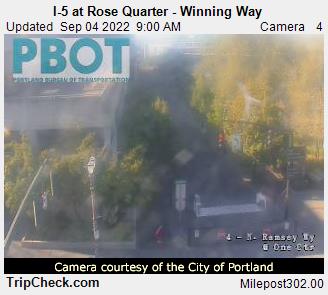 I-5 at Rose Quarter - Winning Way
Updated Sep 04 2022 9:00 AM Camera 4
PBOT
PORTLAND BUREAU OF TRANSPORTATION
4 - N. Ramsey Wy
W One Ctr
Camera courtesy of the City of Portland
TripCheck.com Milepost302.00